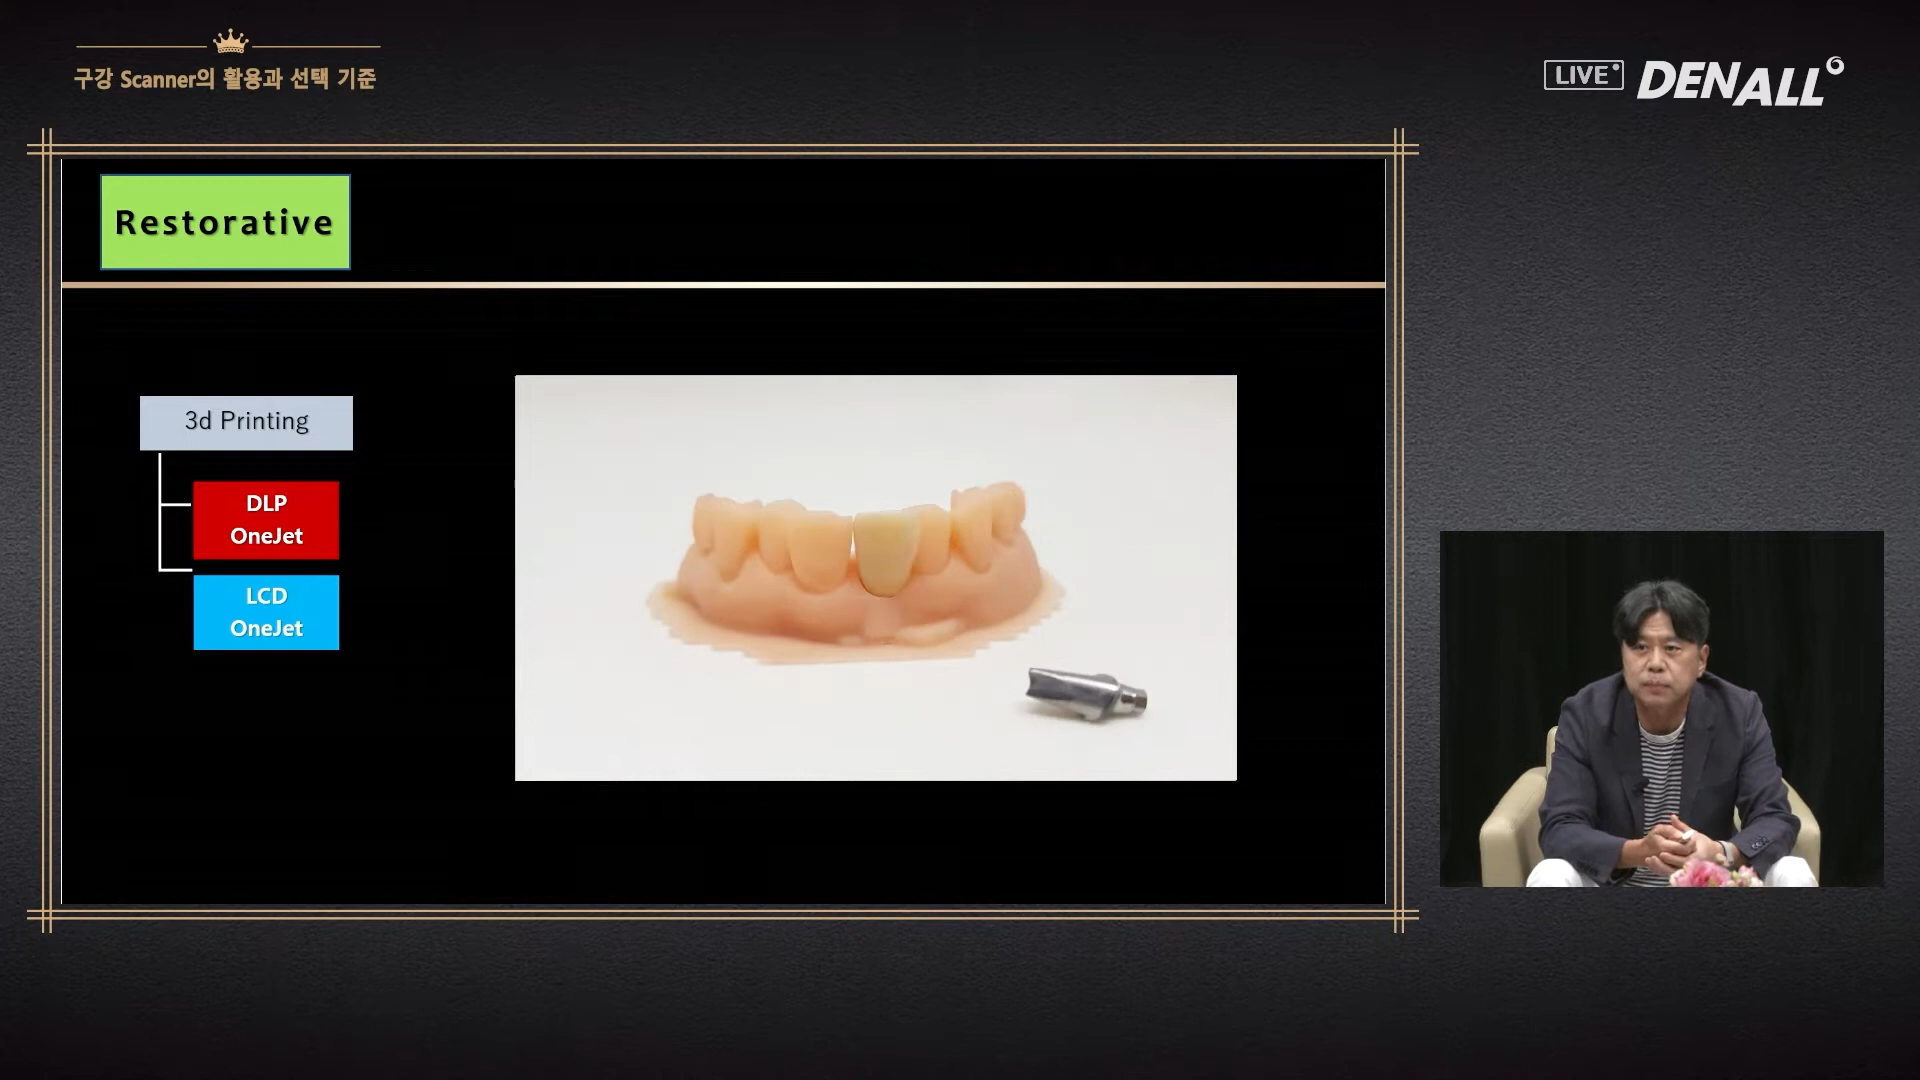 구강 Scanner의 활용과 선택 기준
LIVE
DENALL
Restorative
3d Printing
DLP
OneJet
LCD
OneJet